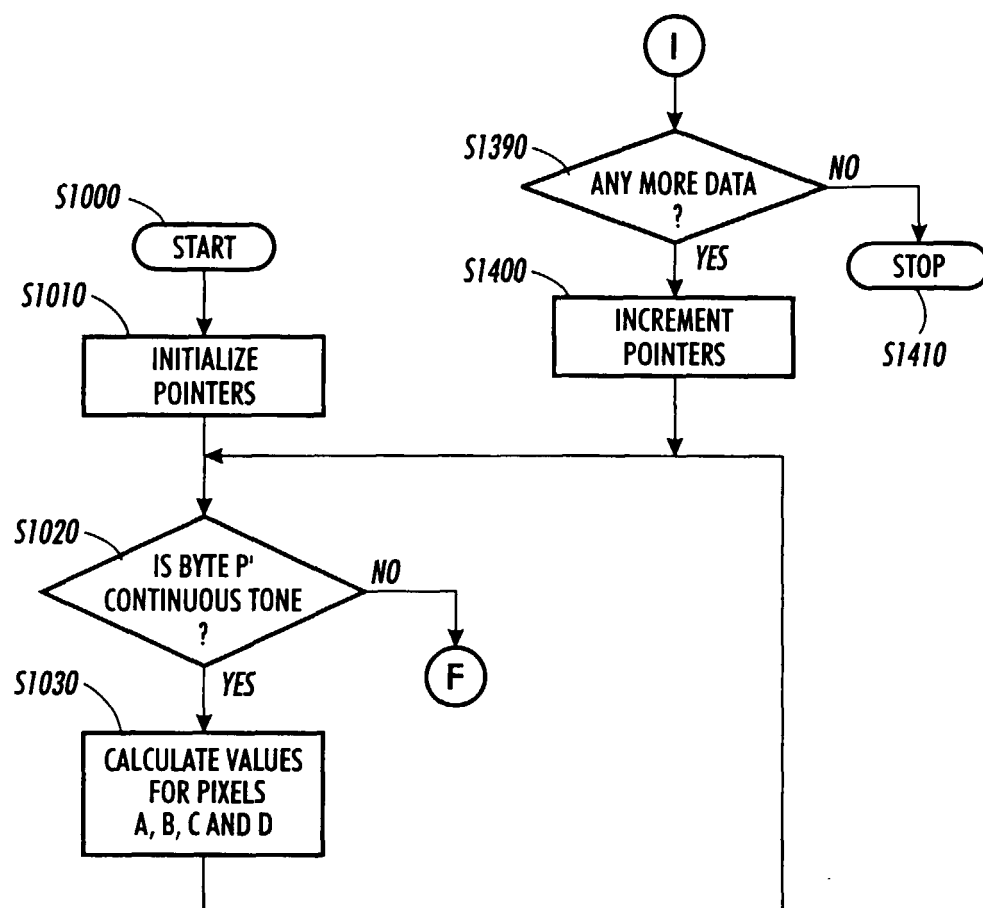 I
S1390
ANY MORE DATA
?
NO
YES
S1000
START
STOP
S1410
S1400
INCREMENT
POINTERS
S1010
INITIALIZE
POINTERS
S1020
IS BYTE P'
CONTINUOUS TONE
?
NO
F
YES
S1030
CALCULATE VALUES
FOR PIXELS
A, B, C AND D